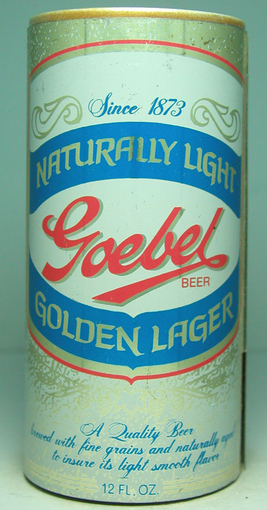 Since 1873
NATURALLY LIGHT
Goebel
BEER
GOLDEN LAGER
A Quality Beer
brewed with fine grains and naturally aged
to insure its light smooth flavor
12 FL. OZ.